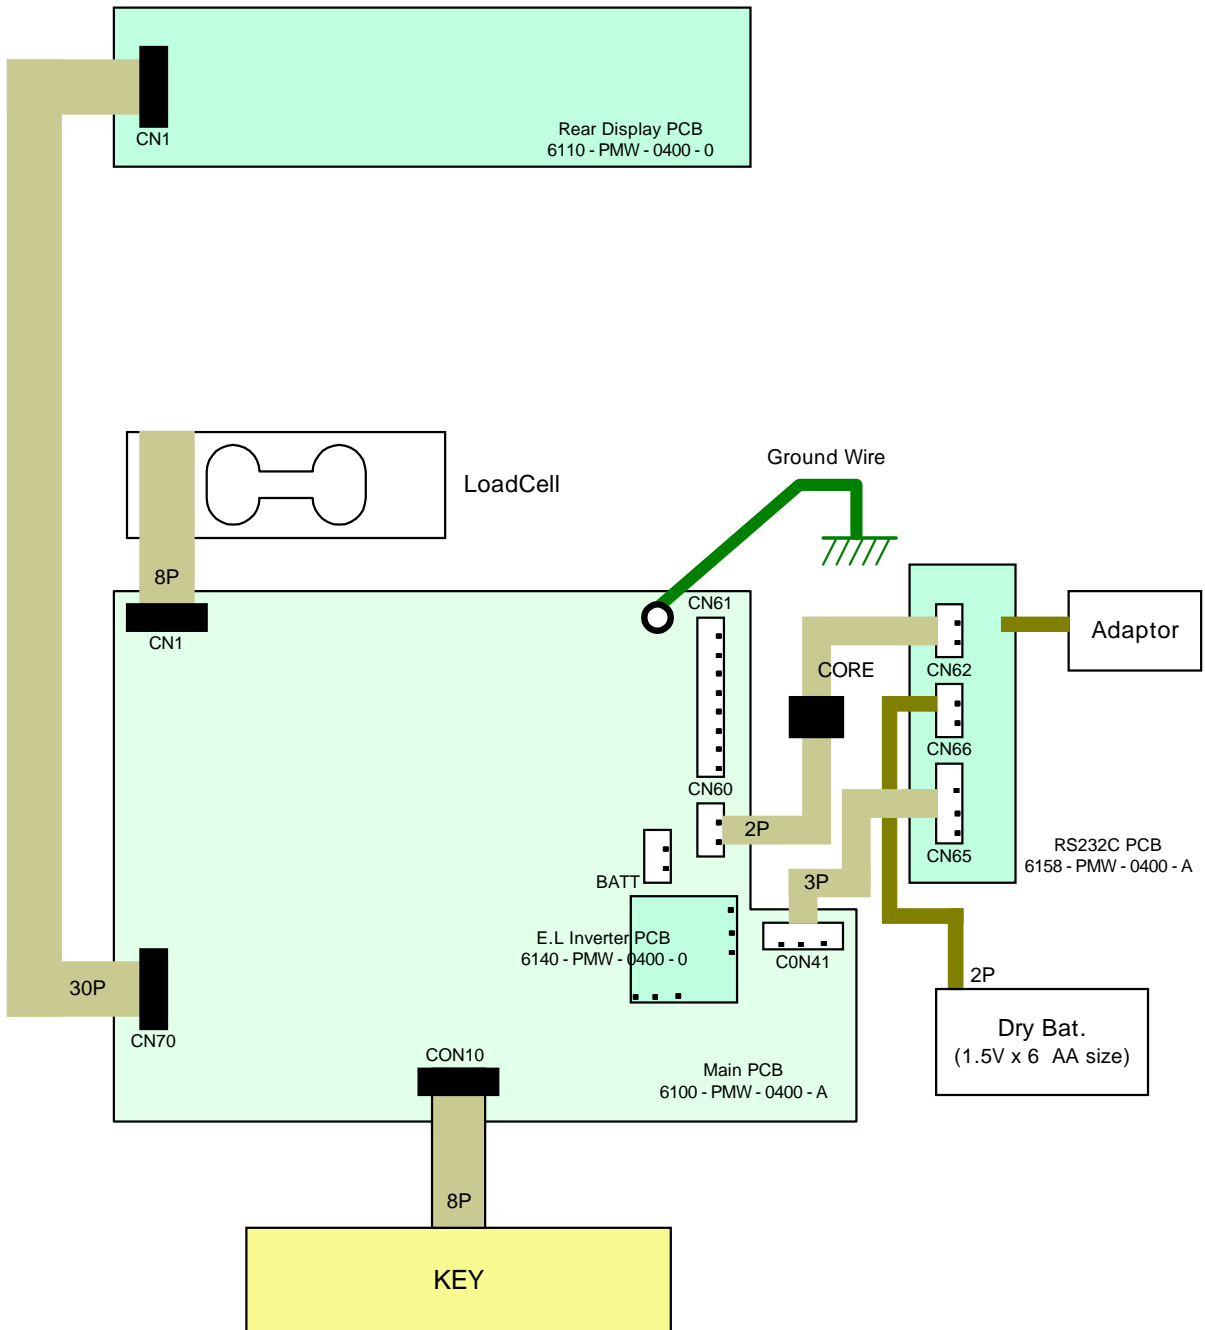 CN1
Rear Display PCB
6110 - PMW - 0400 - 0
Ground Wire
LoadCell
8P
CN1
CN61
CORE
CN62
Adaptor
CN66
CN60
2P
CN65
RS232C PCB
6158 - PMW - 0400 - A
BATT
3P
E.L Inverter PCB
6140 - PMW - 0400 - 0
C0N41
2P
30P
CN70
Dry Bat.
(1.5V x 6 AA size)
CON10
Main PCB
6100 - PMW - 0400 - A
8P
KEY